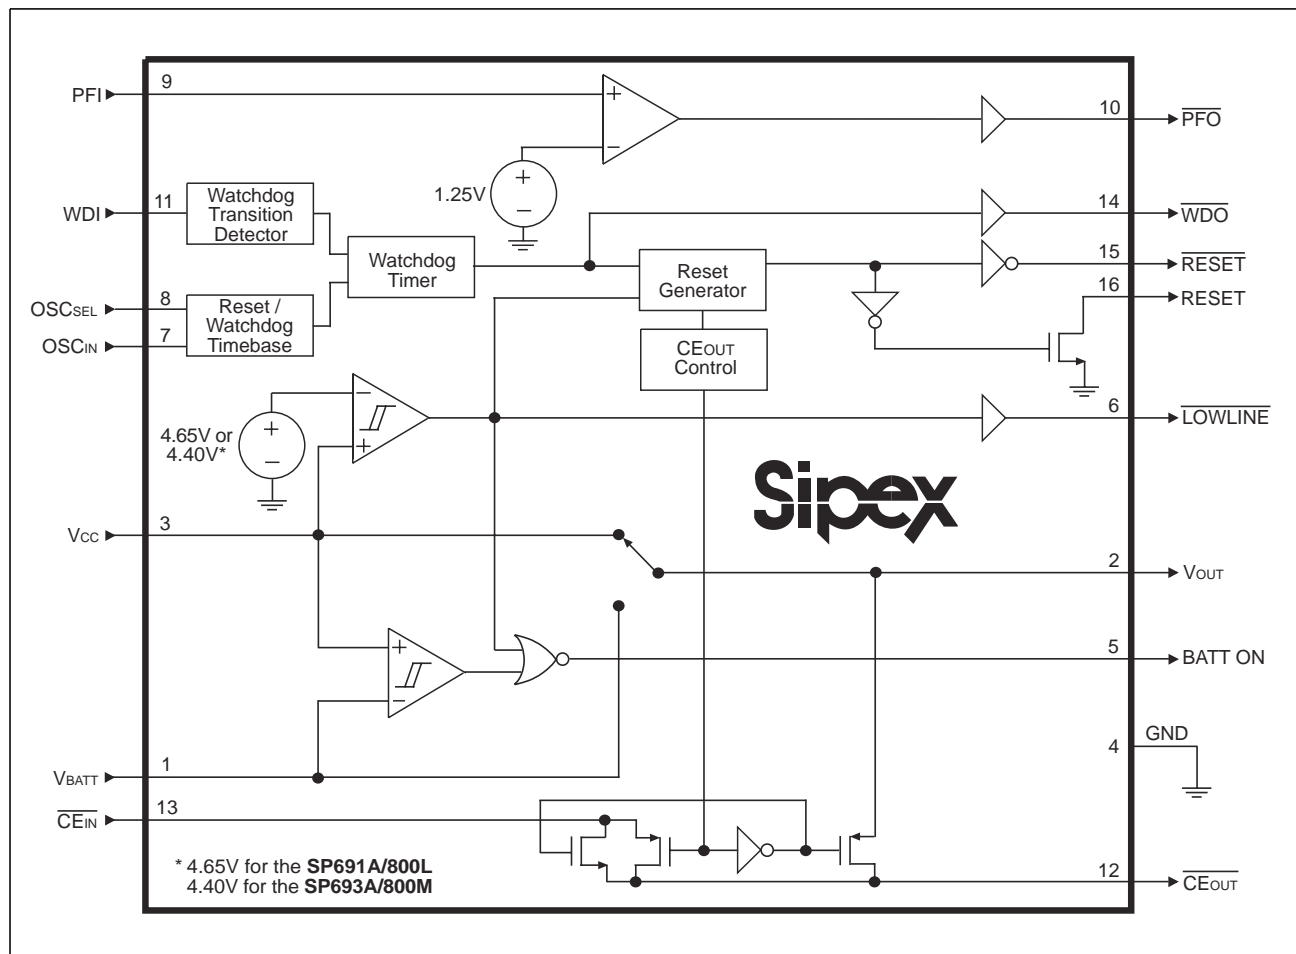 PFI
9
+
−
10
PFO
1.25V
+
−
WDI
11
Watchdog
Transition
Detector
14
WDO
Watchdog
Timer
Reset
Generator
15
RESET
16
RESET
OSCSEL
8
OSCIN
7
Reset /
Watchdog
Timebase
CEOUT
Control
4.65V or
4.40V*
+
−
−
+
6
LOWLINE
Sipex
VCC
3
2
VOUT
+
−
5
BATT ON
4
GND
VBATT
1
CEIN
13
* 4.65V for the SP691A/800L
4.40V for the SP693A/800M
12
CEOUT